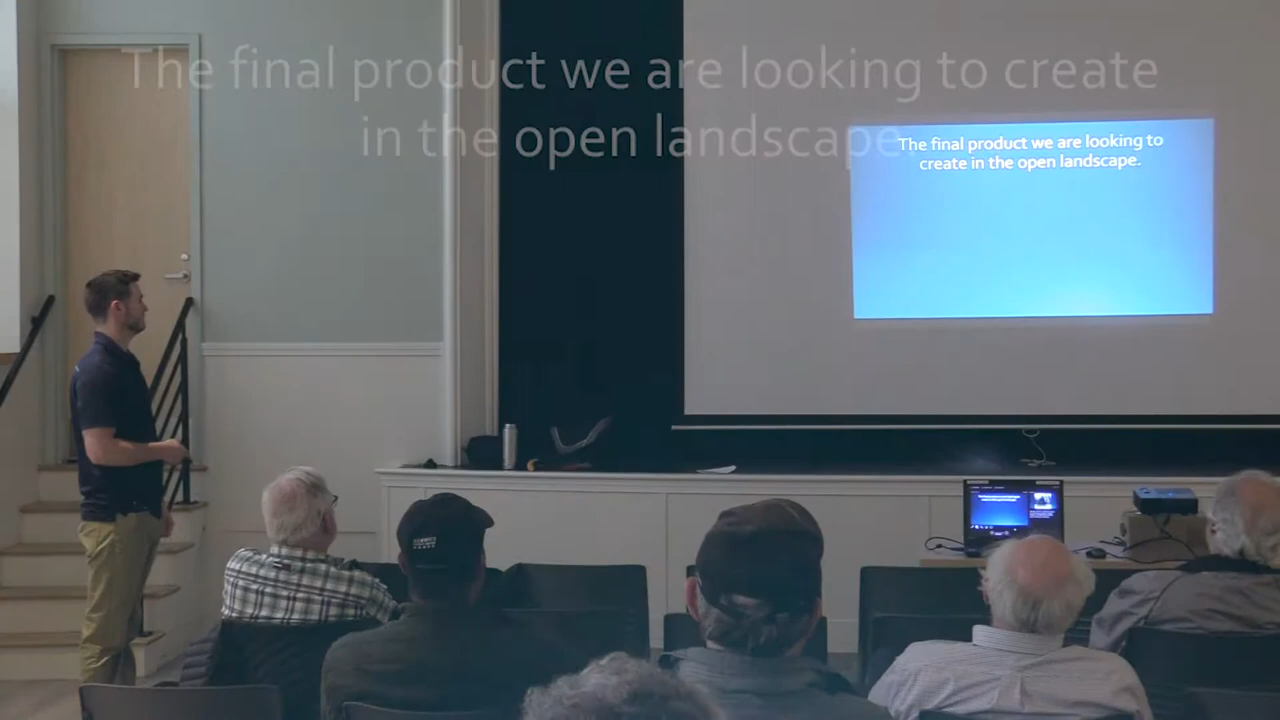 The final product we are looking to create
in the open landscape.
The final product we are looking to
create in the open landscape.